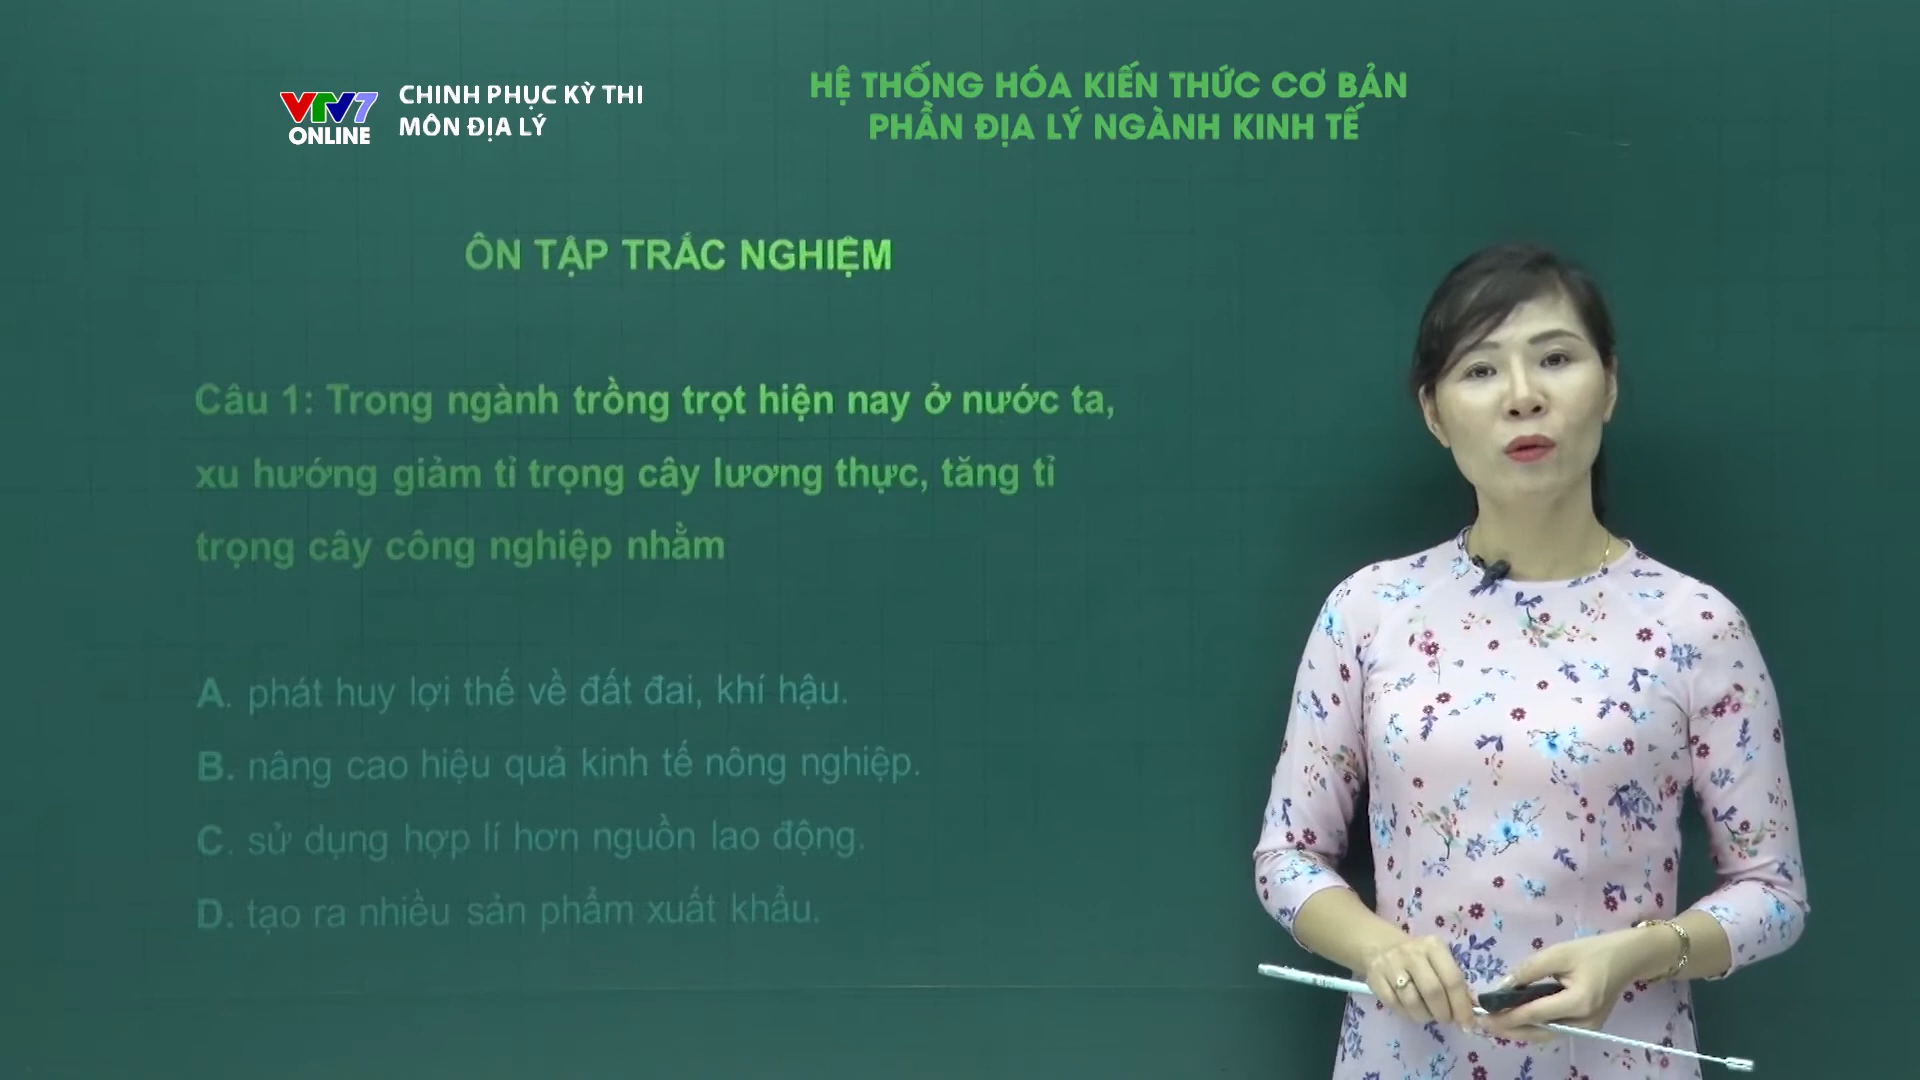 VTV7
ONLINE
CHINH PHỤC KỲ THI
MÔN ĐỊA LÝ
HỆ THỐNG HÓA KIẾN THỨC CƠ BẢN
PHẦN ĐỊA LÝ NGÀNH KINH TẾ
ÔN TẬP TRẮC NGHIỆM
Câu 1: Trong ngành trồng trọt hiện nay ở nước ta,
xu hướng giảm tỉ trọng cây lương thực, tăng tỉ
trọng cây công nghiệp nhằm
A. phát huy lợi thế về đất đai, khí hậu.
B. nâng cao hiệu quả kinh tế nông nghiệp.
C. sử dụng hợp lí hơn nguồn lao động.
D. tạo ra nhiều sản phẩm xuất khẩu.